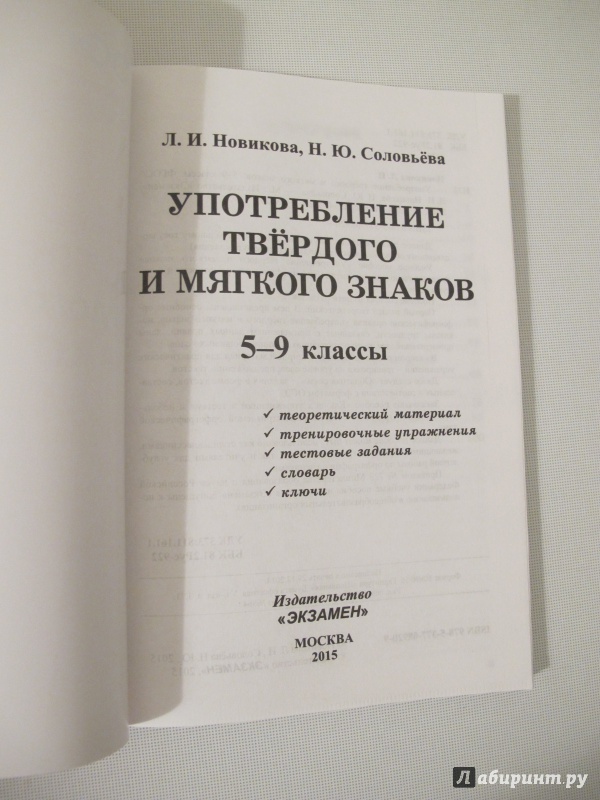 Л. И. Новикова, Н. Ю. Соловьёва
УПОТРЕБЛЕНИЕ
ТВЁРДОГО
И МЯГКОГО ЗНАКОВ
5–9 классы
✓ теоретический материал
✓ тренировочные упражнения
✓ тестовые задания
✓ словарь
✓ ключи
Издательство
«ЭКЗАМЕН»
МОСКВА
2015
Лабиринт.ру